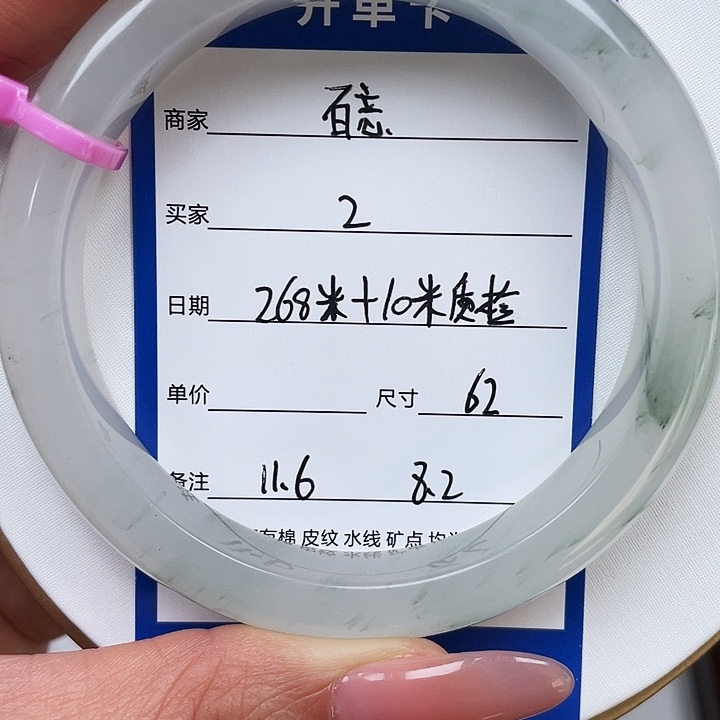 开单卡
商家 百意
买家 2
日期 268米+10米质检
单价 尺寸 62
备注 11.6 8.2
有棉 皮纹 水线 矿点 均